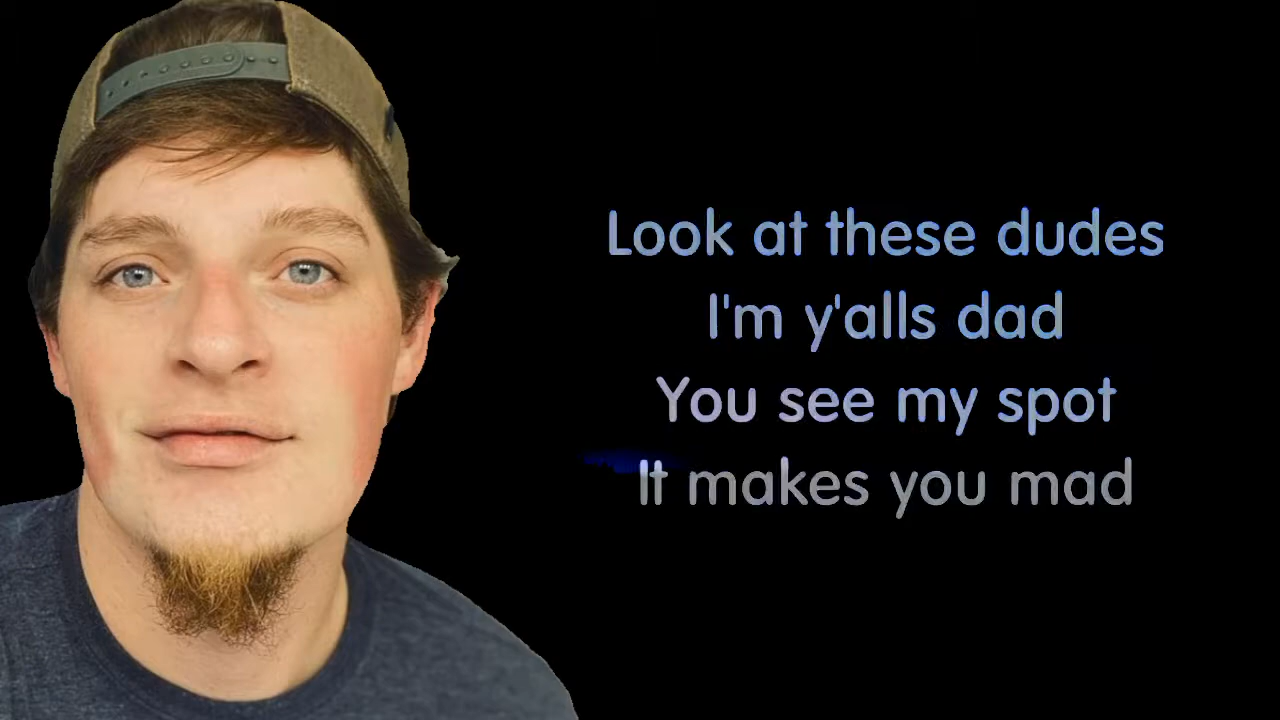 Look at these dudes
I'm y'alls dad
You see my spot
It makes you mad